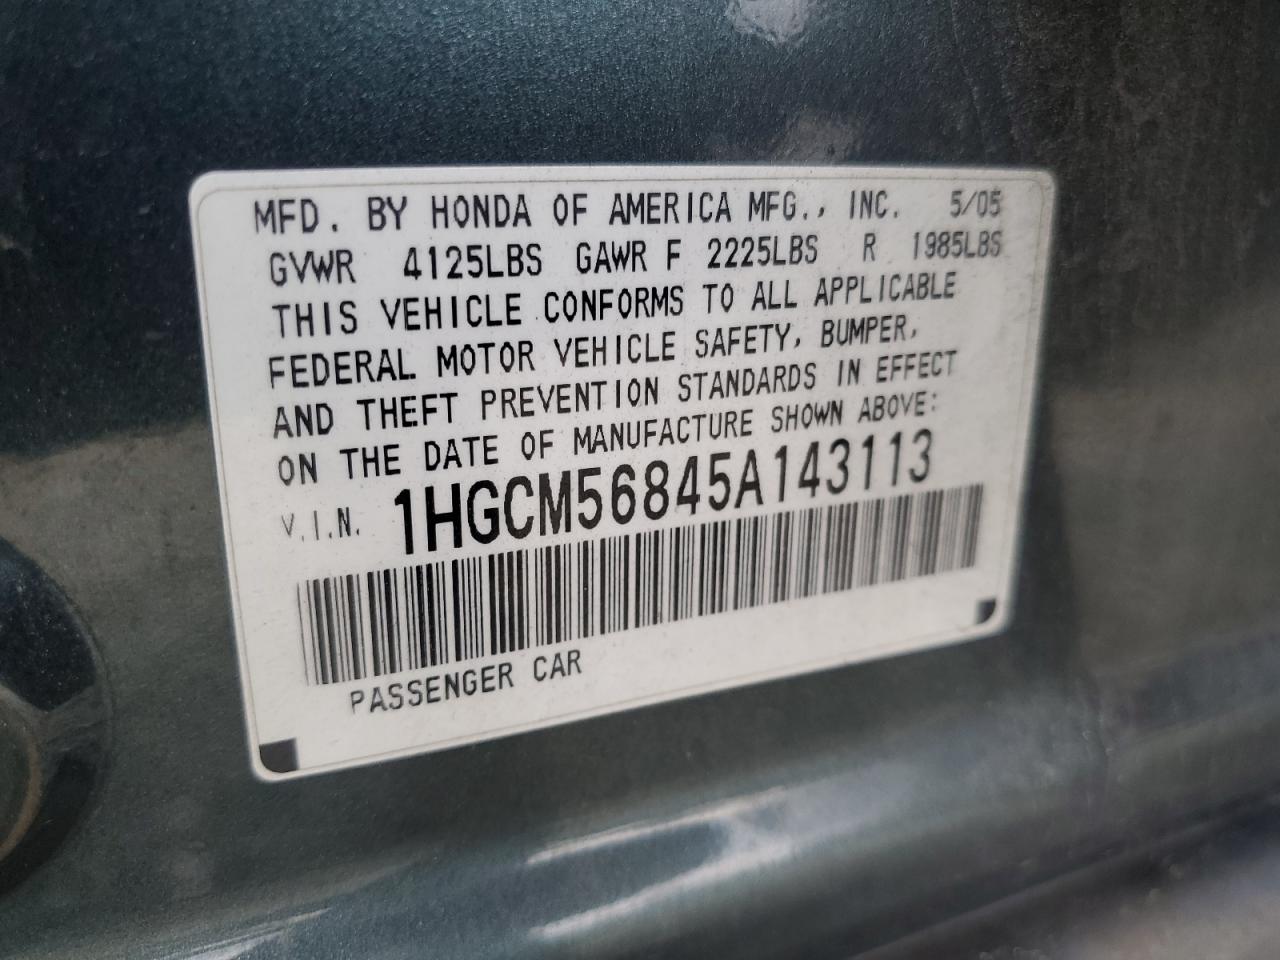 MFD. BY HONDA OF AMERICA MFG., INC. 5/05
GVWR 4125LBS GAWR F 2225LBS R 1985LBS
THIS VEHICLE CONFORMS TO ALL APPLICABLE
FEDERAL MOTOR VEHICLE SAFETY, BUMPER,
AND THEFT PREVENTION STANDARDS IN EFFECT
ON THE DATE OF MANUFACTURE SHOWN ABOVE:
V.I.N. 1HGCM56845A143113
PASSENGER CAR